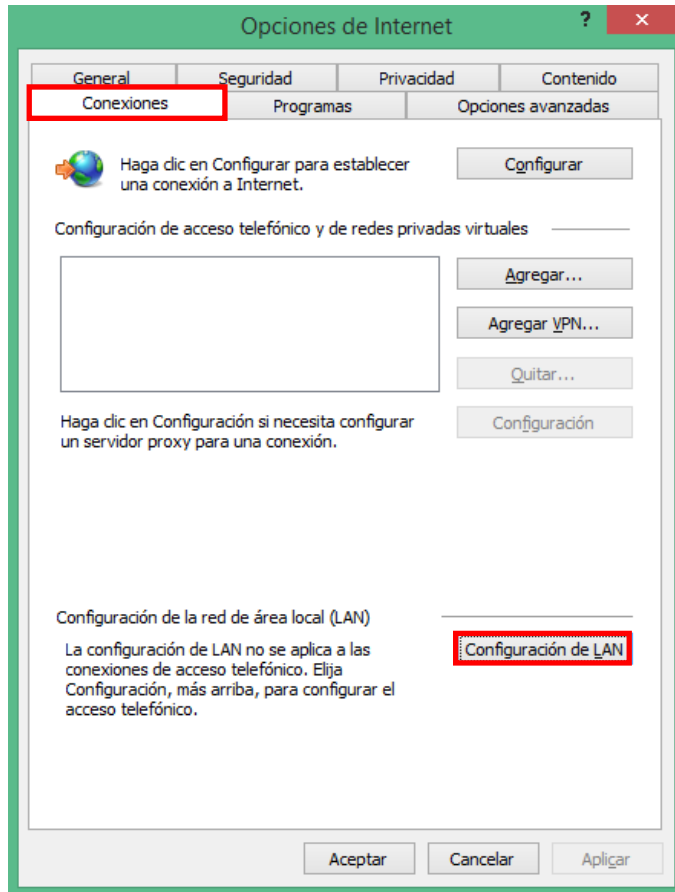 Opciones de Internet
?
×
General Seguridad Privacidad Contenido
Conexiones Programas Opciones avanzadas
Haga clic en Configurar para establecer
una conexión a Internet.
Configurar
Configuración de acceso telefónico y de redes privadas virtuales
Agregar...
Agregar VPN...
Quitar...
Haga clic en Configuración si necesita configurar
un servidor proxy para una conexión.
Configuración
Configuración de la red de área local (LAN)
La configuración de LAN no se aplica a las
conexiones de acceso telefónico. Elija
Configuración, más arriba, para configurar el
acceso telefónico.
Configuración de LAN
Aceptar Cancelar Aplicar